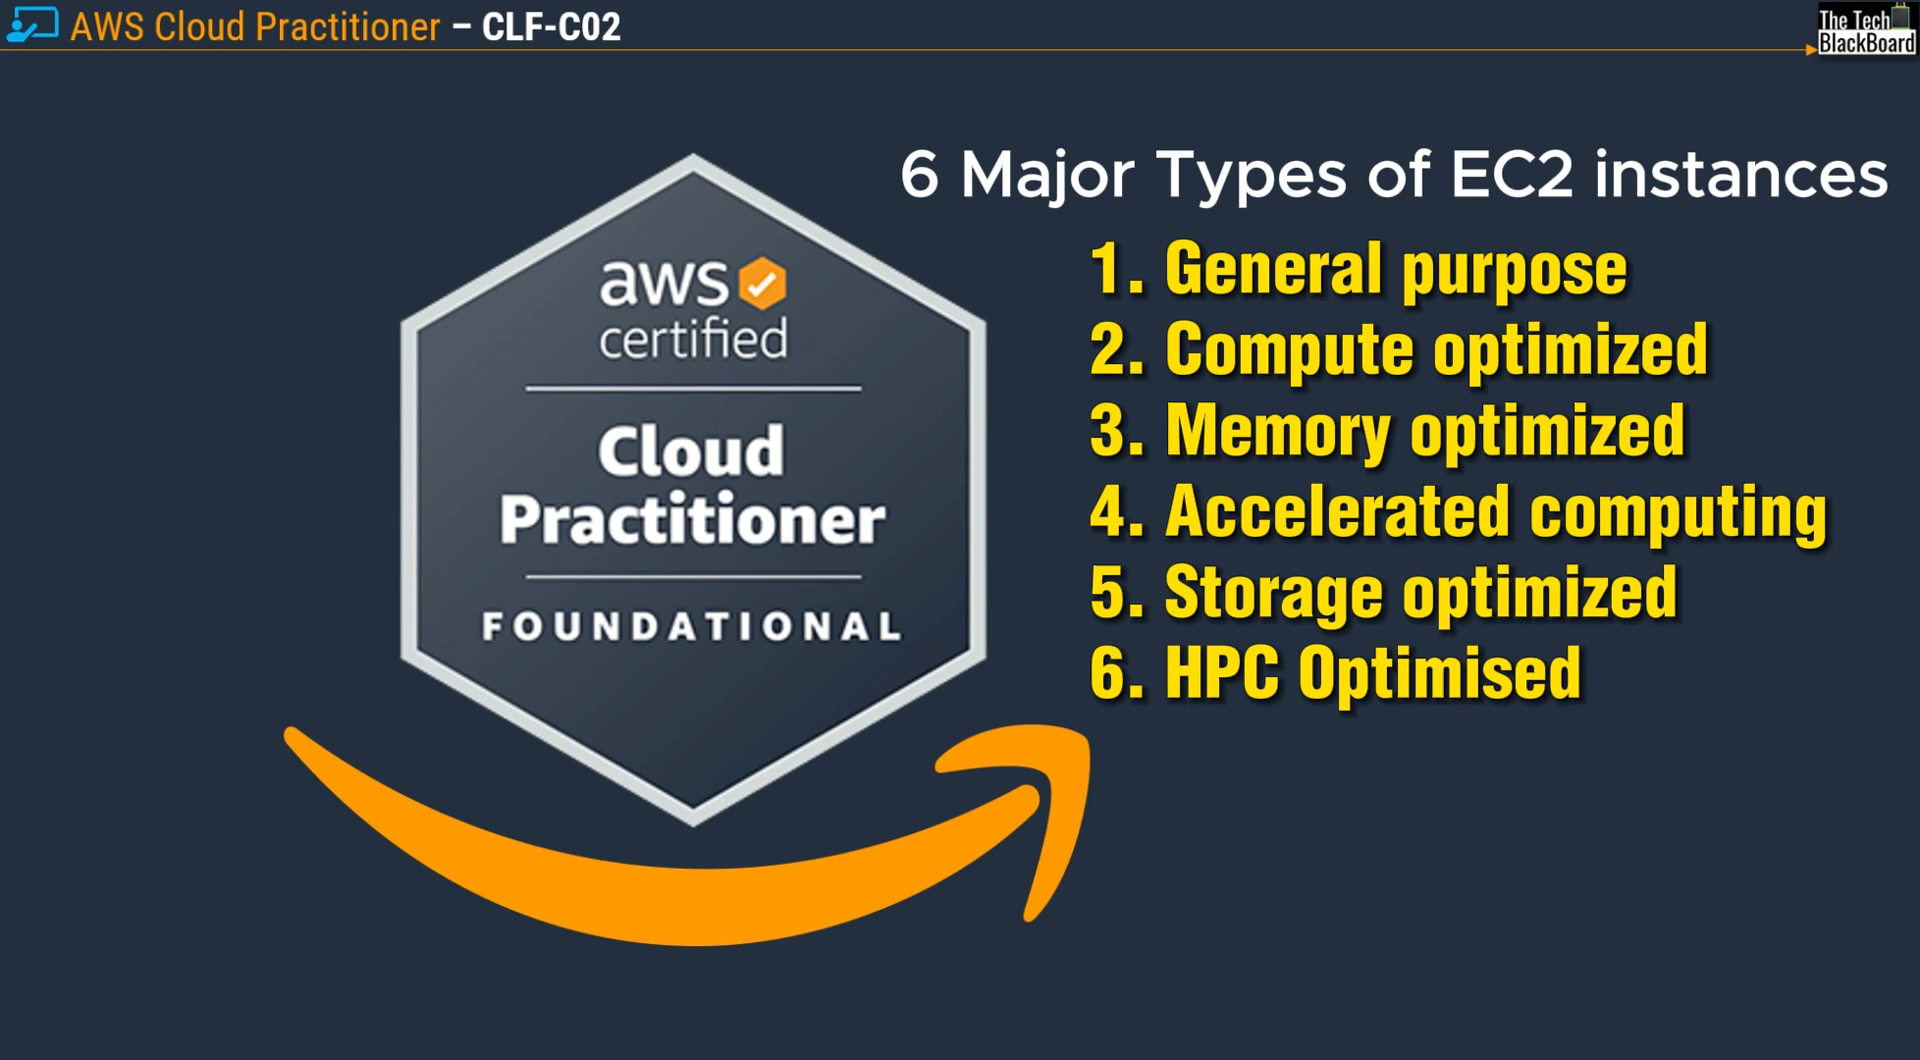 AWS Cloud Practitioner – CLF-C02
The Tech
BlackBoard
6 Major Types of EC2 instances
1. General purpose
2. Compute optimized
3. Memory optimized
4. Accelerated computing
5. Storage optimized
6. HPC Optimised
aws
certified
Cloud
Practitioner
FOUNDATIONAL